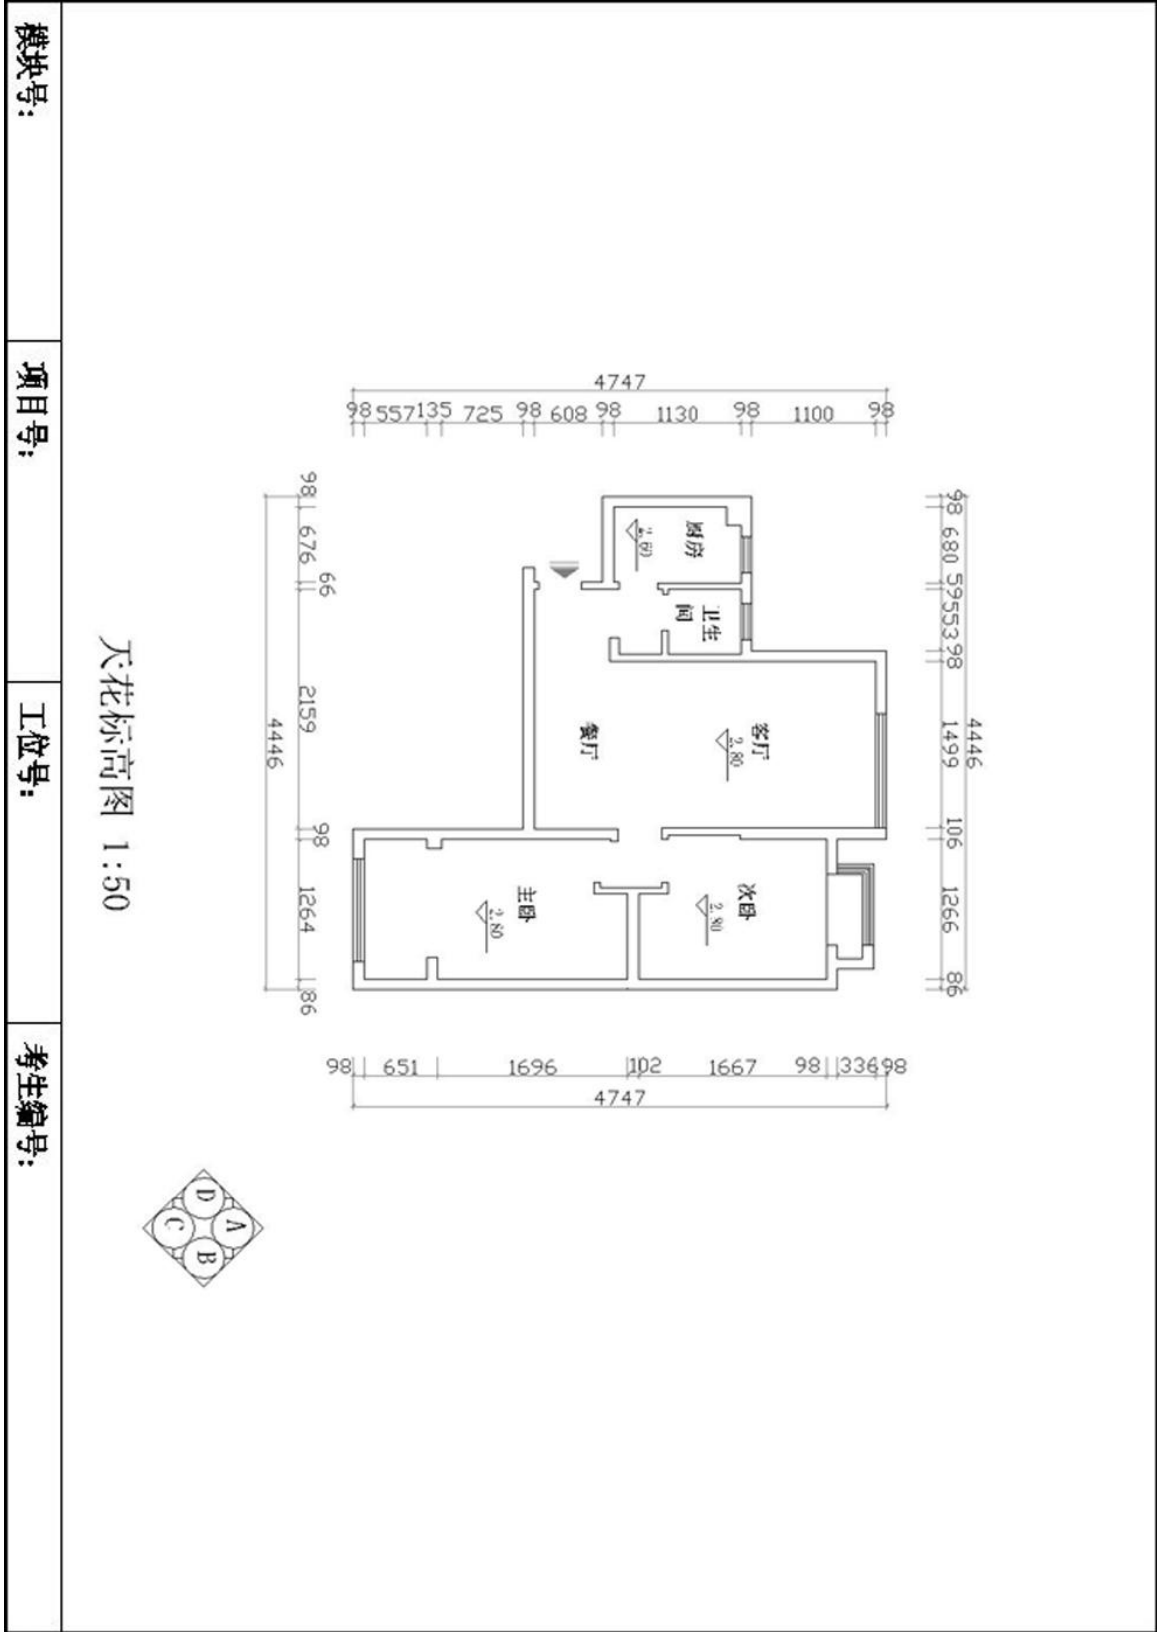 模块号:
项目号:
工位号:
考生编号:
天花标高图 1:50
4747
98 557 135 725 98 608 98 1130 98 1100 98
98 676 66 2159 98 1264 86
4446
98 680 59 553 98 1499 106 1266 86
4446
厨房
2.60
卫生
间
餐厅
客厅
2.80
主卧
2.80
次卧
2.80
98 651 1696 102 1667 98 336 98
4747
D
A
C
B